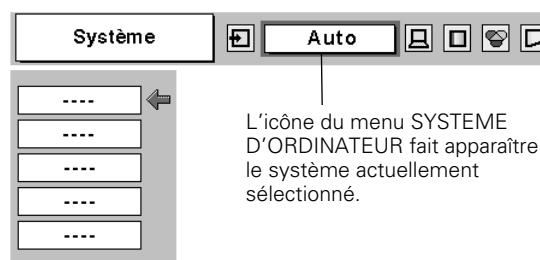 Système
Auto
----
----
----
----
----
L'icône du menu SYSTEME
D'ORDINATEUR fait apparaître
le système actuellement
sélectionné.